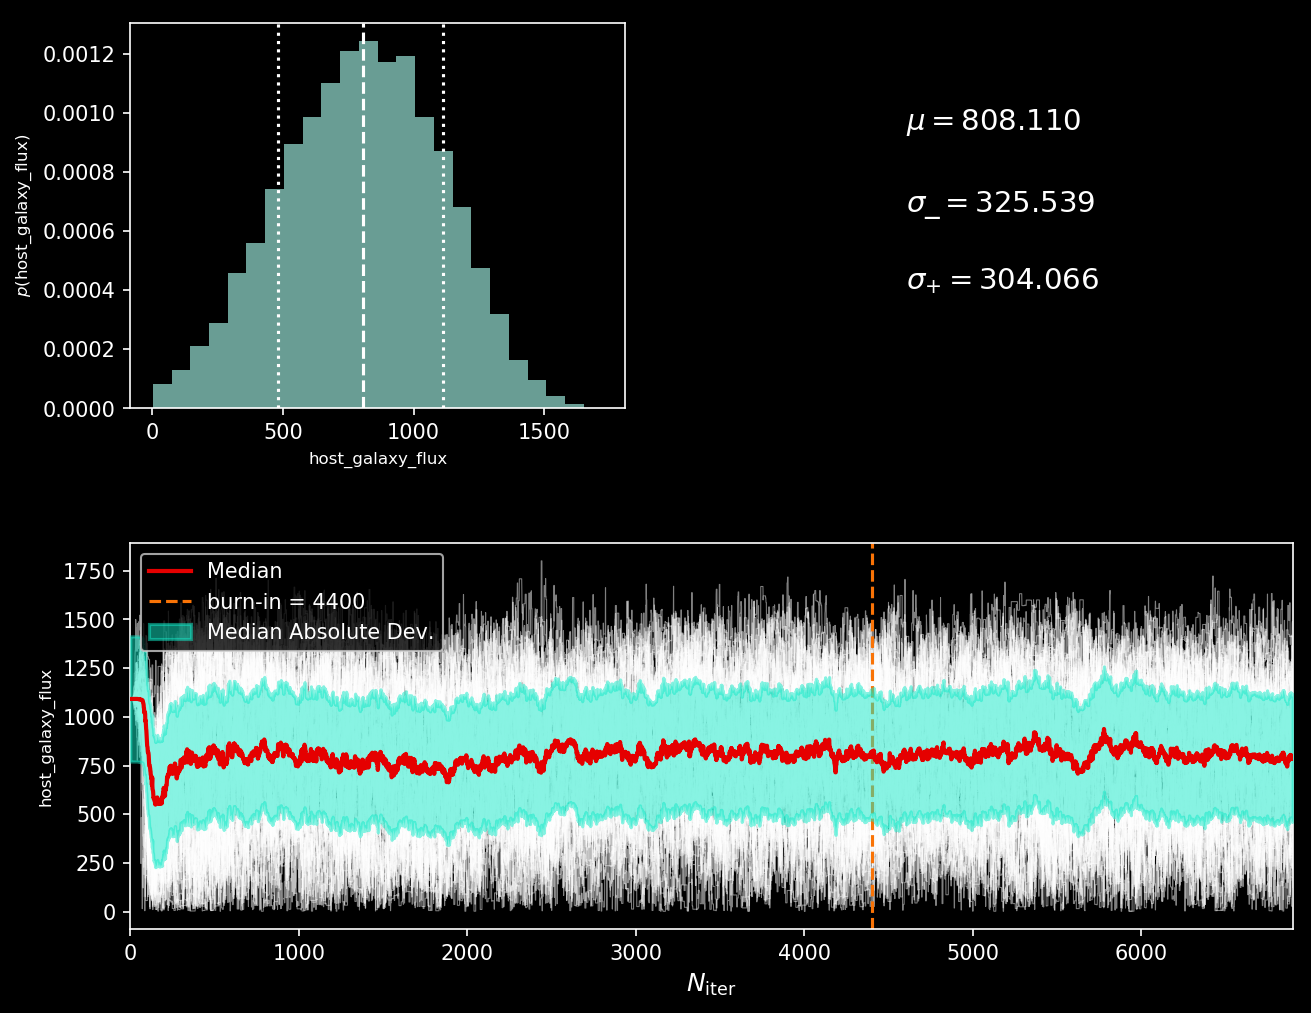 0.0012
0.0010
0.0008
0.0006
0.0004
0.0002
0.0000
p(host_galaxy_flux)
0 500 1000 1500
host_galaxy_flux
μ = 808.110
σ₋ = 325.539
σ₊ = 304.066
1750
1500
1250
1000
750
500
250
0
host_galaxy_flux
Median
burn-in = 4400
Median Absolute Dev.
0 1000 2000 3000 4000 5000 6000
N_iter